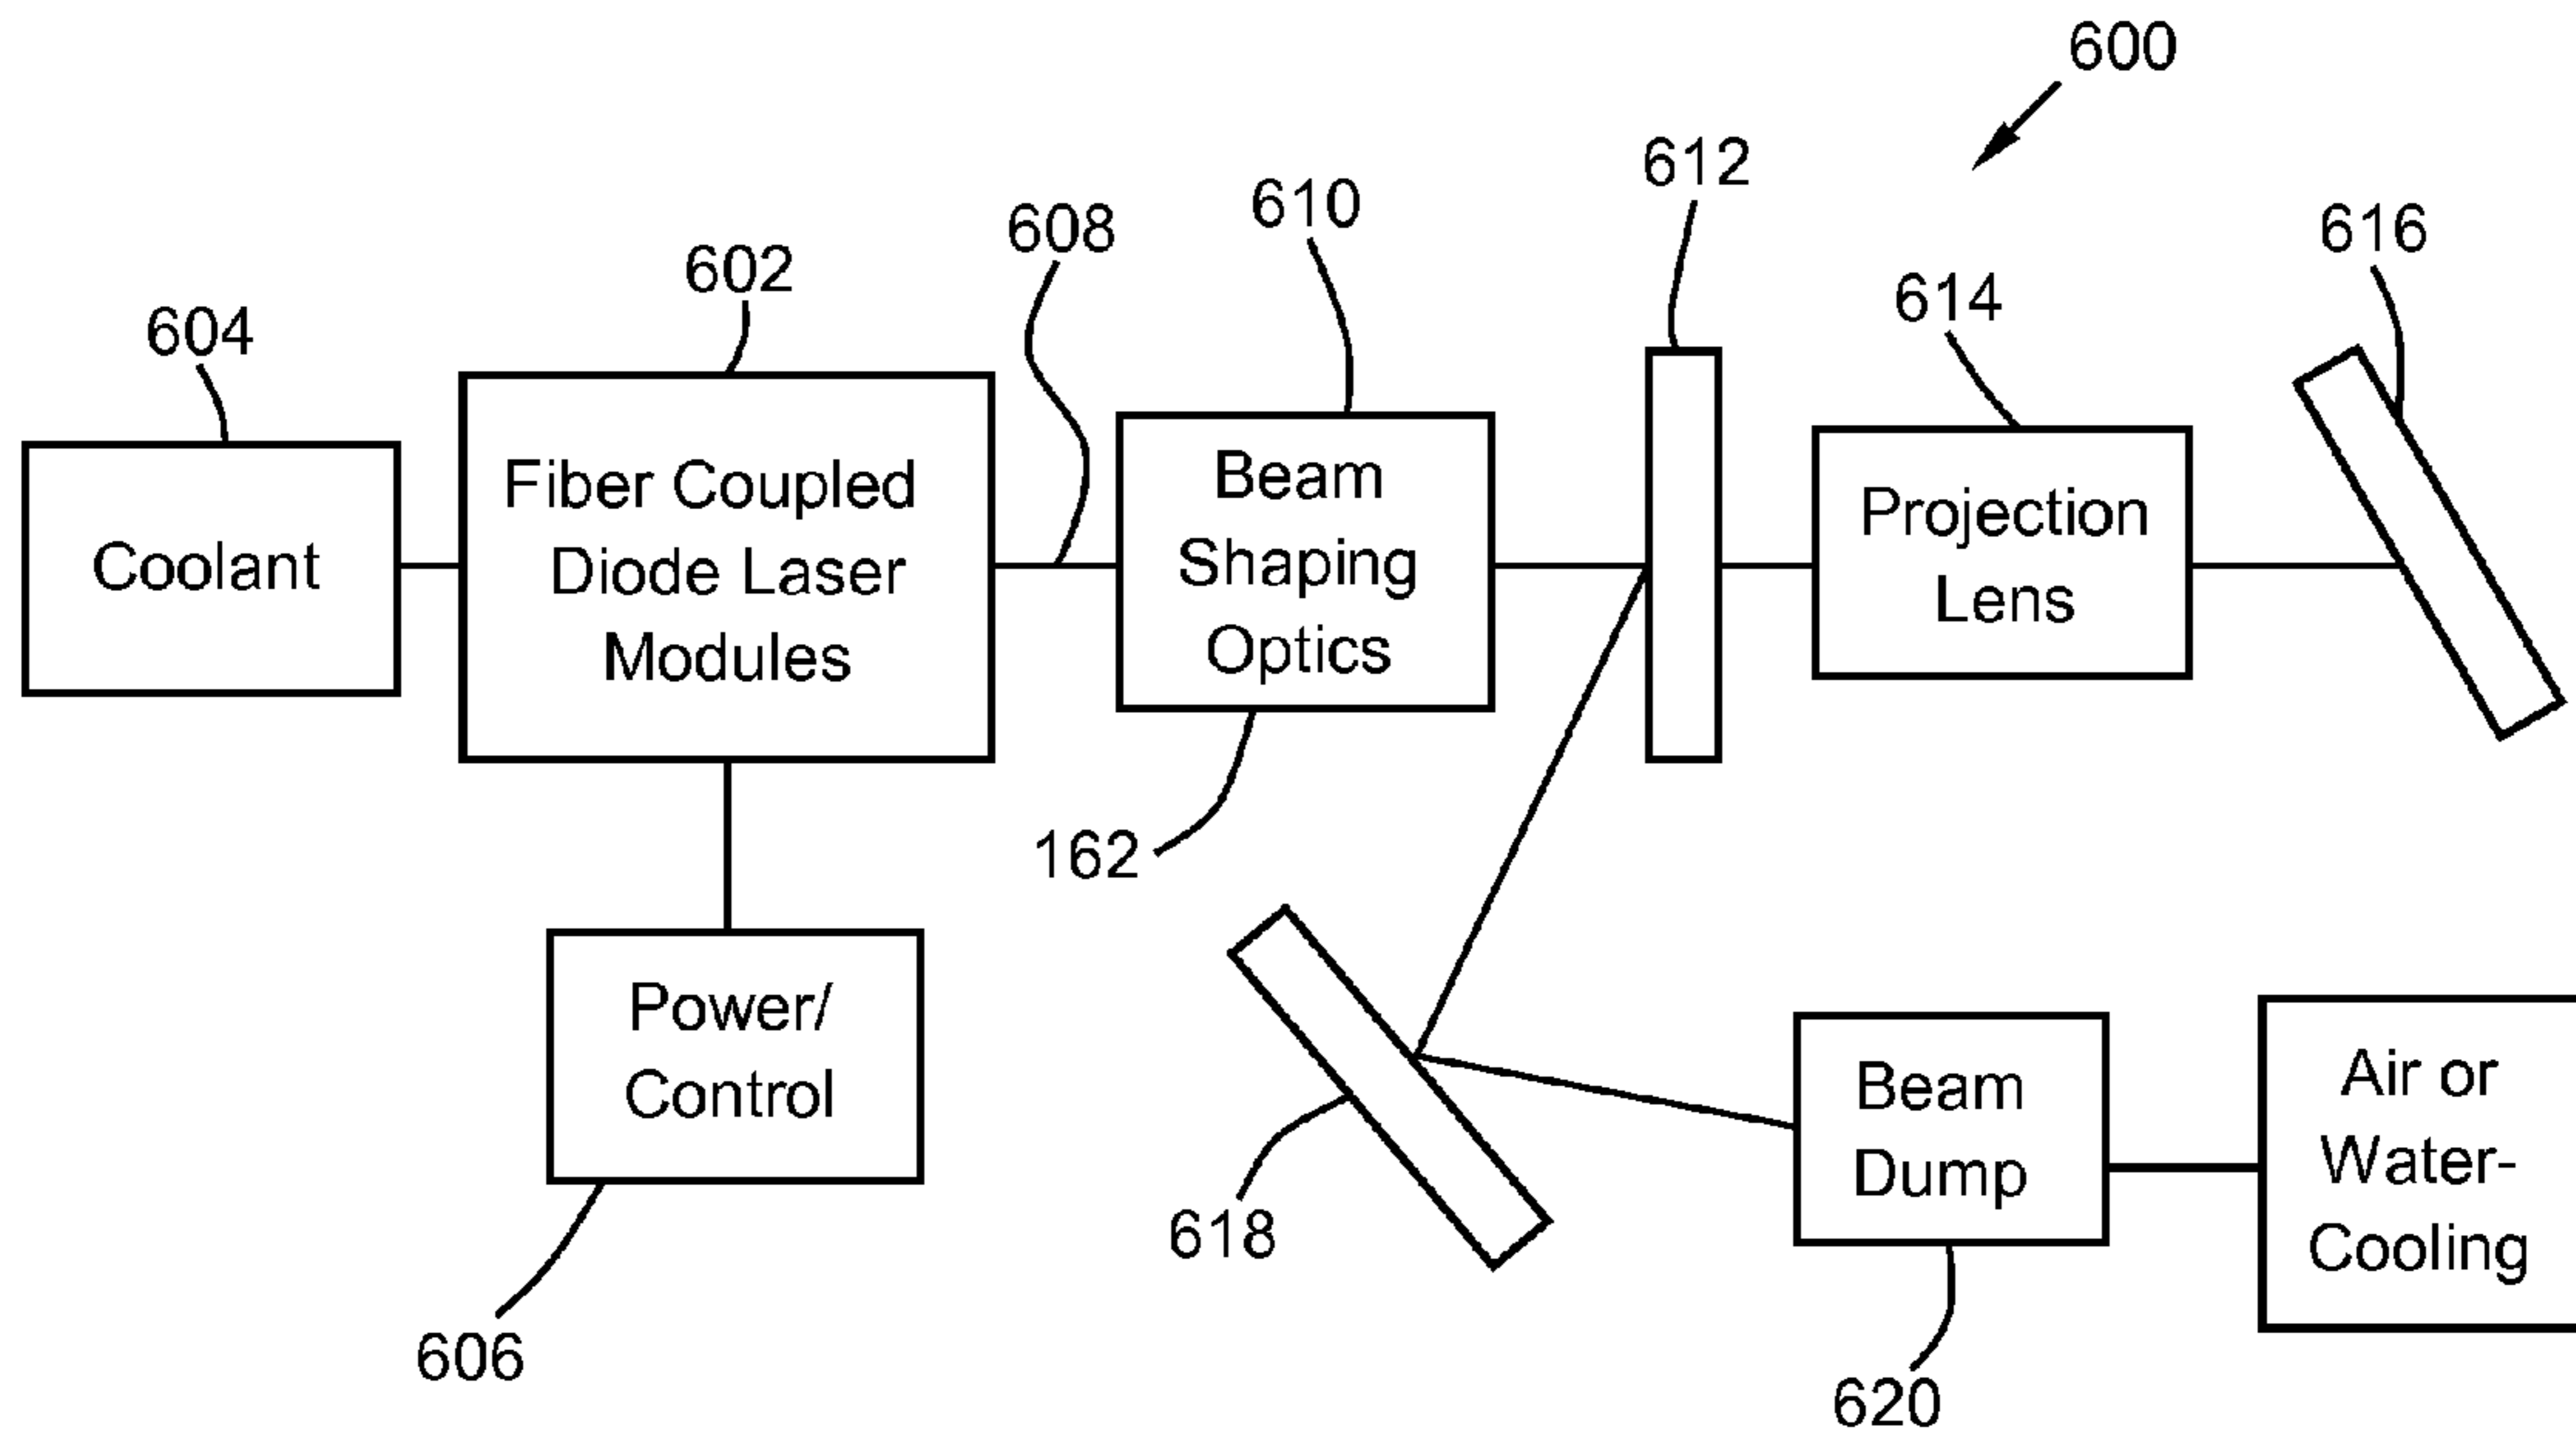 600
612
610
616
608
602
614
604
Fiber Coupled
Diode Laser
Modules
Beam
Shaping
Optics
Projection
Lens
Coolant
162
Power/
Control
Beam
Dump
Air or
Water-
Cooling
618
606
620